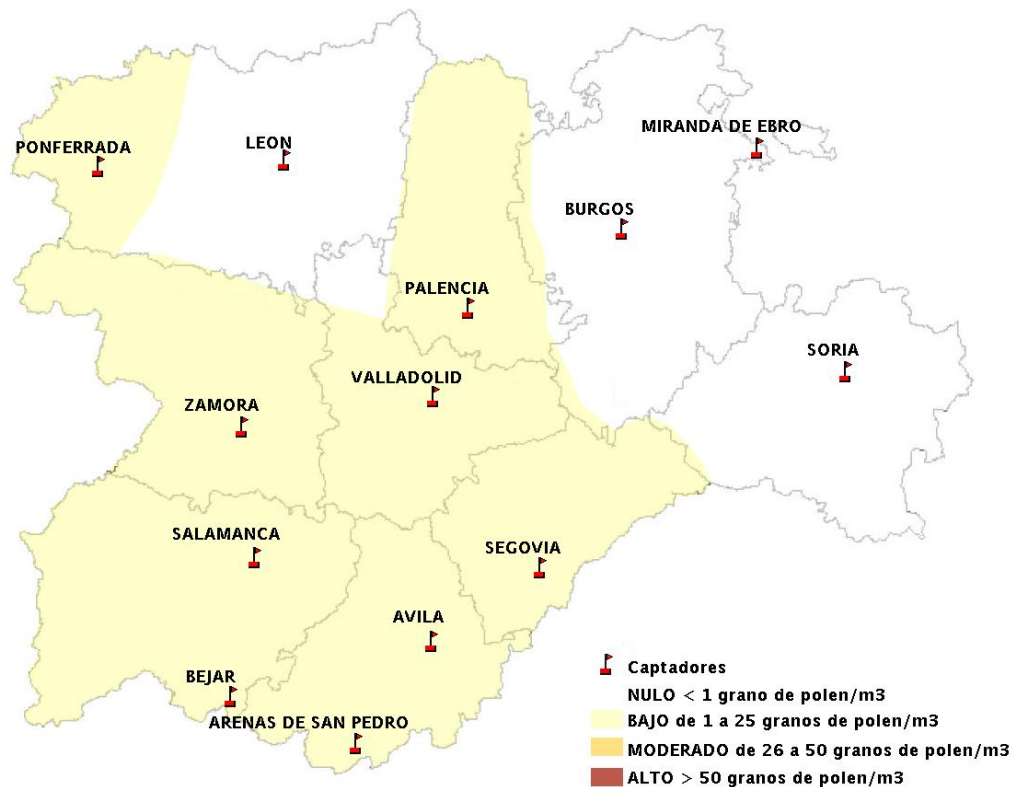 MIRANDA DE EBRO
PONFERRADA
LEON
BURGOS
PALENCIA
SORIA
VALLADOLID
ZAMORA
SALAMANCA
SEGOVIA
AVILA
BEJAR
ARENAS DE SAN PEDRO
Captadores
NULO < 1 grano de polen/m3
BAJO de 1 a 25 granos de polen/m3
MODERADO de 26 a 50 granos de polen/m3
ALTO > 50 granos de polen/m3